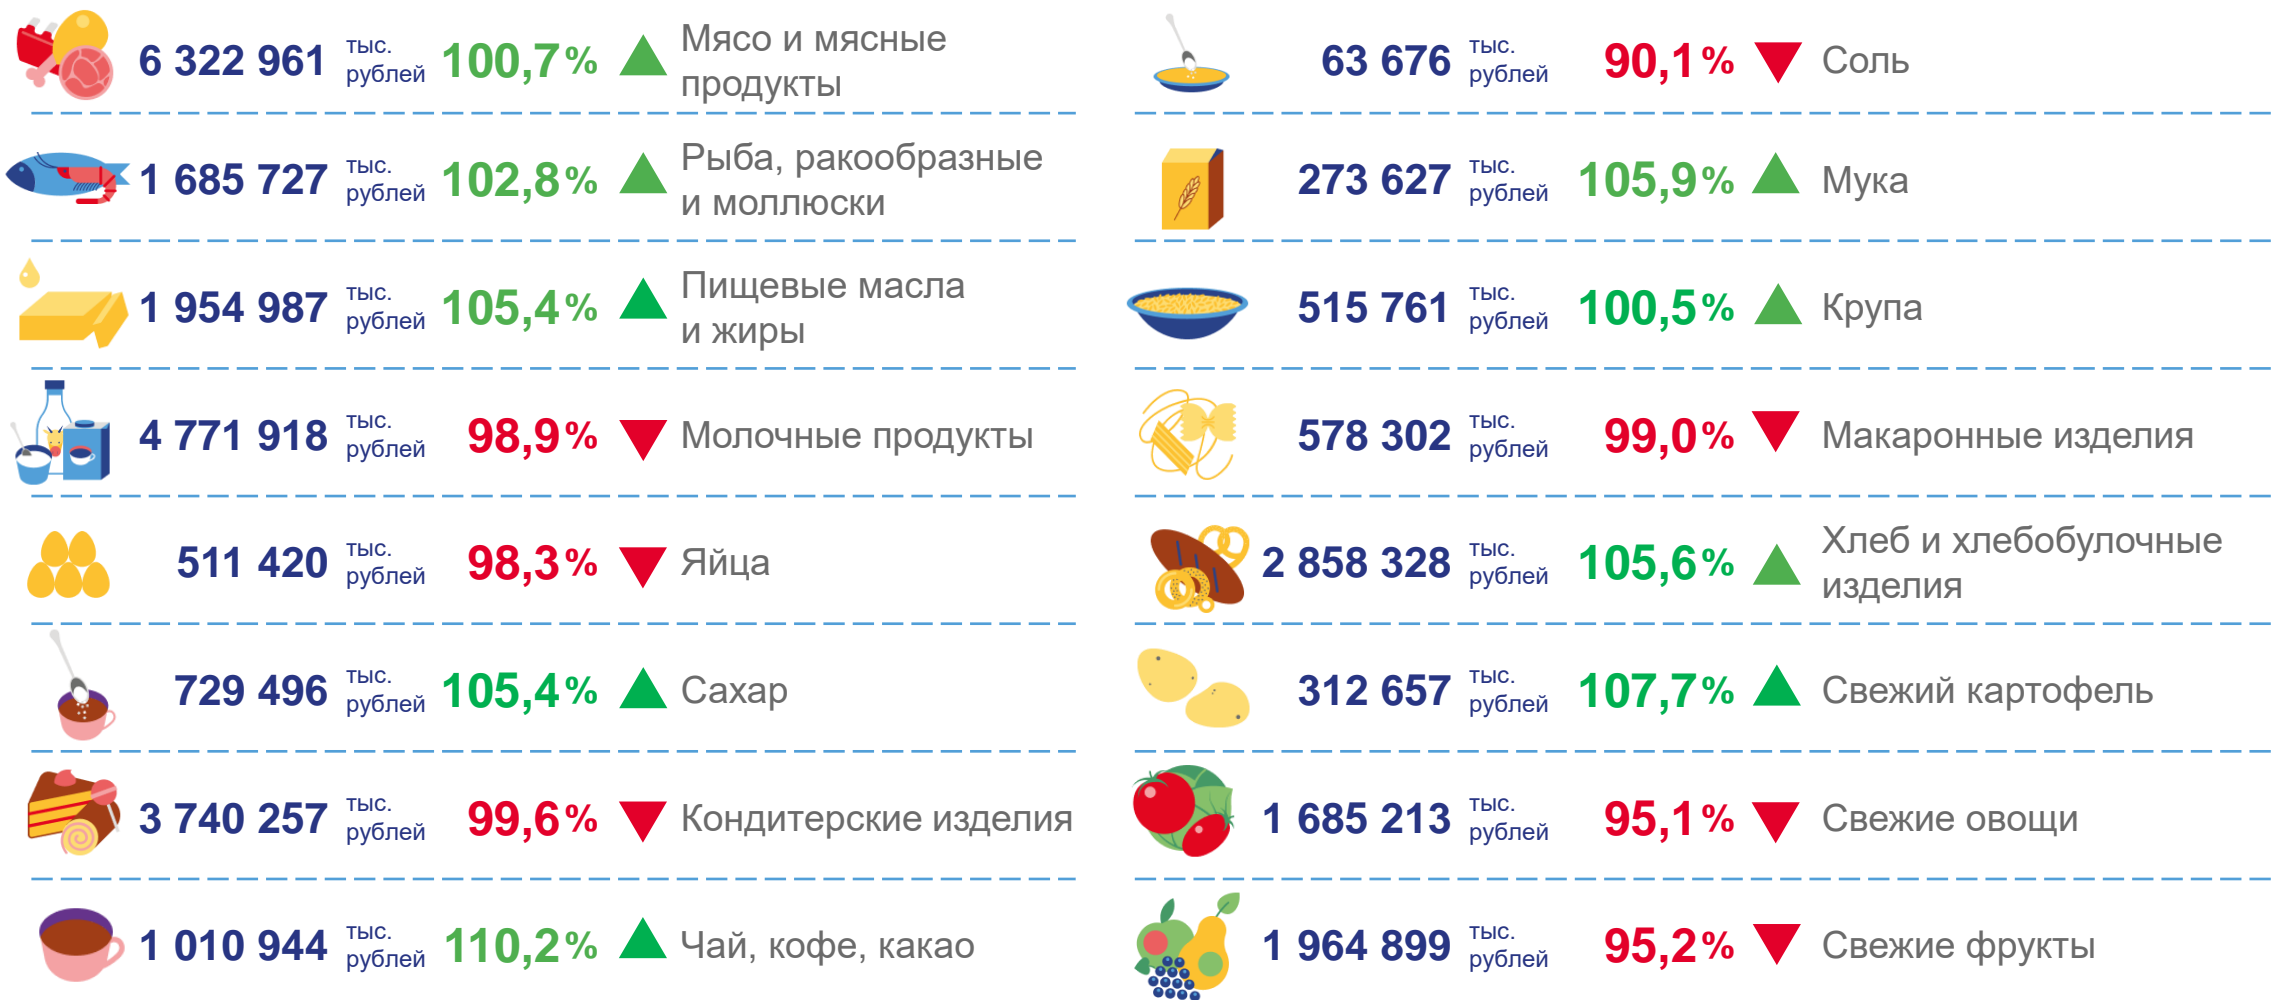 6 322 961 тыс. рублей 100,7% Мясо и мясные
продукты
1 685 727 тыс. рублей 102,8% Рыба, ракообразные
и моллюски
1 954 987 тыс. рублей 105,4% Пищевые масла
и жиры
4 771 918 тыс. рублей 98,9% Молочные продукты
511 420 тыс. рублей 98,3% Яйца
729 496 тыс. рублей 105,4% Сахар
3 740 257 тыс. рублей 99,6% Кондитерские изделия
1 010 944 тыс. рублей 110,2% Чай, кофе, какао
63 676 тыс. рублей 90,1% Соль
273 627 тыс. рублей 105,9% Мука
515 761 тыс. рублей 100,5% Крупа
578 302 тыс. рублей 99,0% Макаронные изделия
2 858 328 тыс. рублей 105,6% Хлеб и хлебобулочные
изделия
312 657 тыс. рублей 107,7% Свежий картофель
1 685 213 тыс. рублей 95,1% Свежие овощи
1 964 899 тыс. рублей 95,2% Свежие фрукты